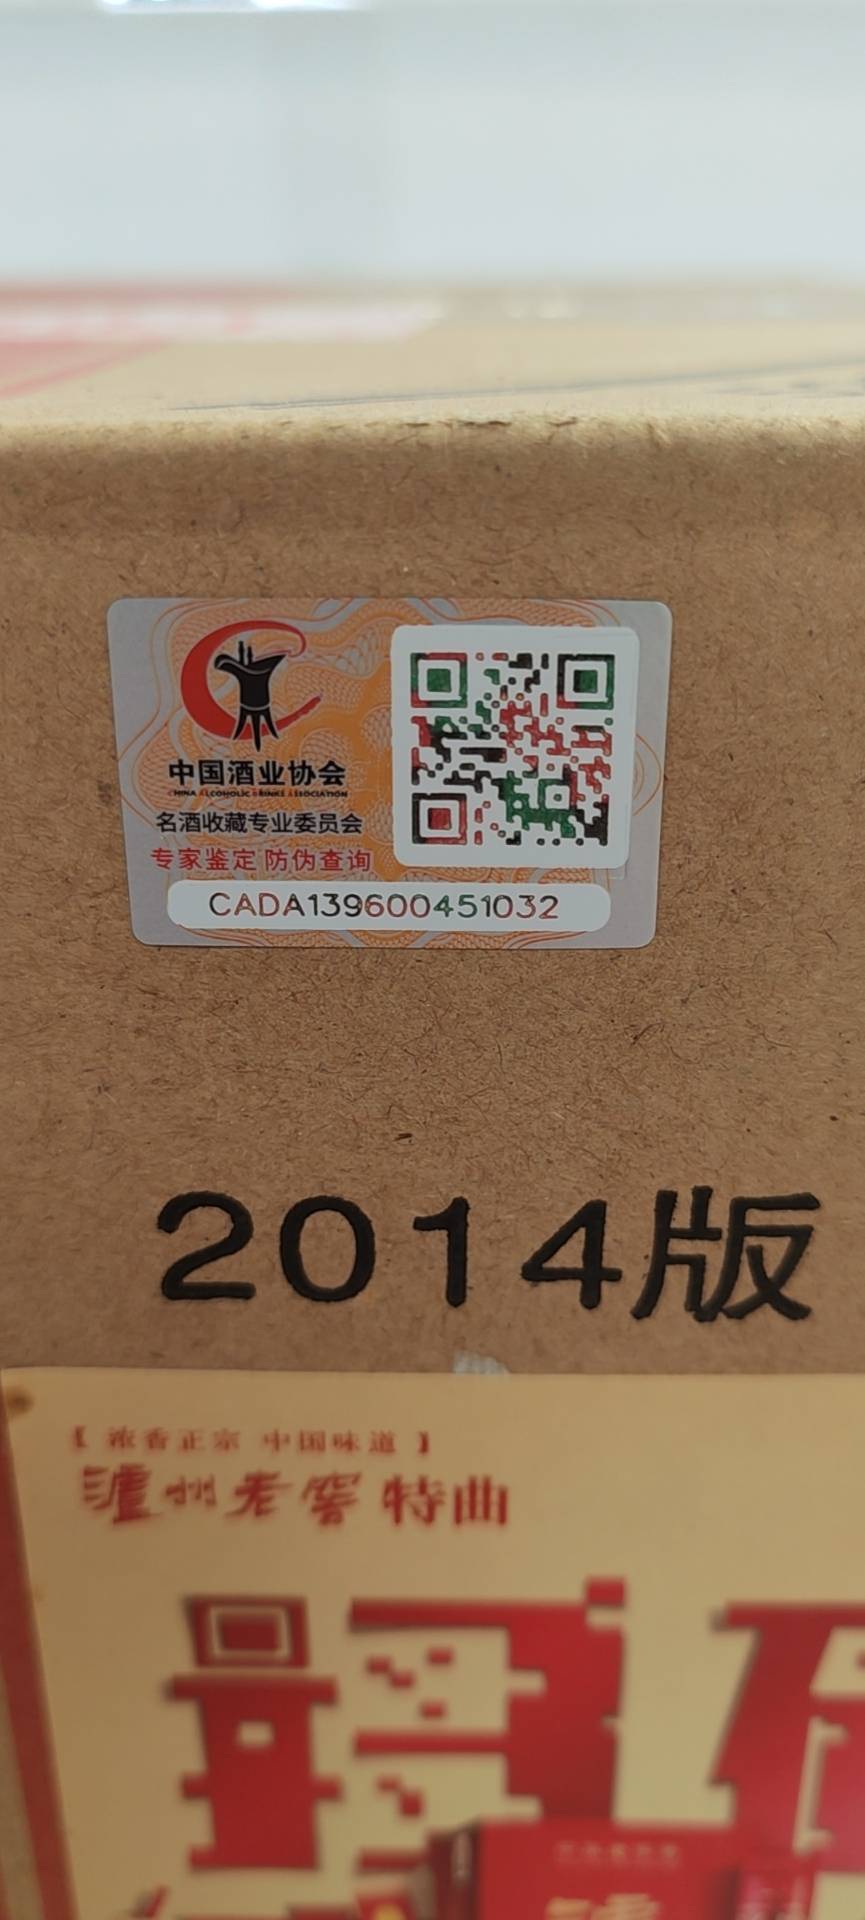 中国酒业协会
CHINA ALCOHOLIC DRINKS ASSOCIATION
名酒收藏专业委员会
专家鉴定 防伪查询
CADA139600451032
2014版
【 浓香正宗 中国味道 】
泸州老窖 特曲